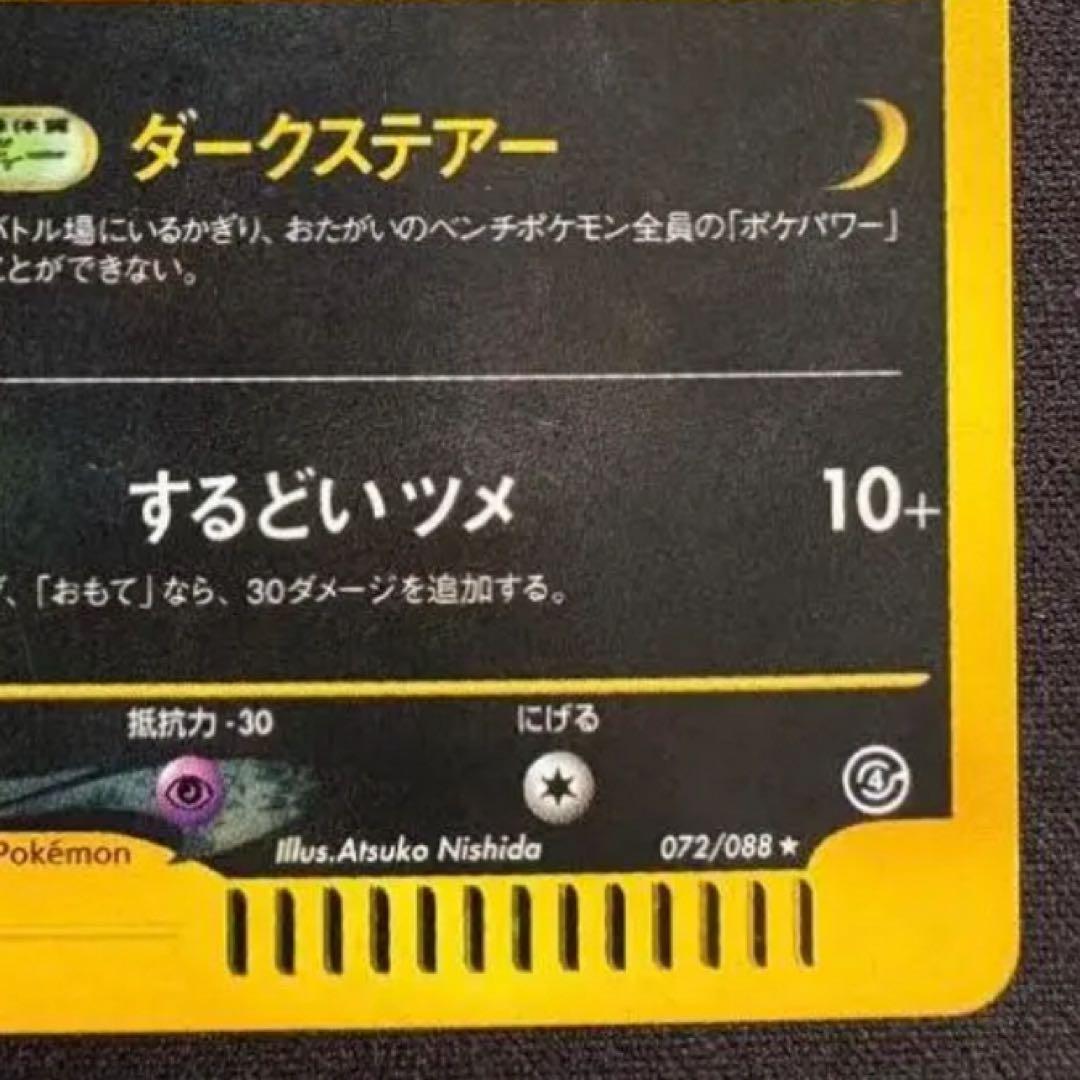 ダークステアー
バトル場にいるかぎり、おたがいのベンチポケモン全員の「ポケパワー」
ことができない。
するどいツメ 10+
「おもて」なら、30ダメージを追加する。
抵抗力 -30 にげる
4
Pokémon Illus.Atsuko Nishida 072/088★